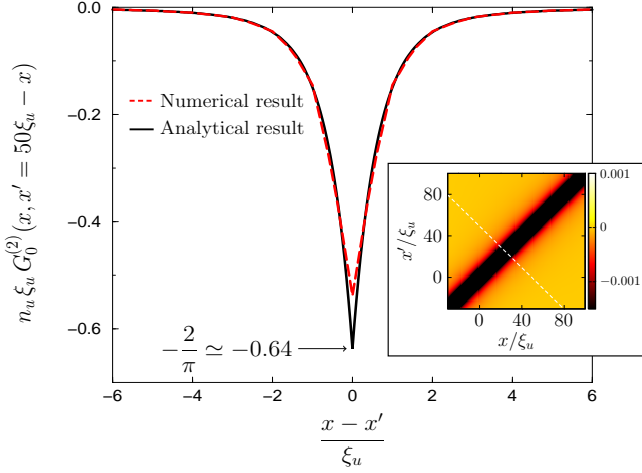 0.0
−0.2
−0.4
−0.6
n_u ξ_u G_0^{(2)}(x, x′ = 50ξ_u − x)
Numerical result
Analytical result
−2/π ≃ −0.64
−6
−4
−2
0
2
4
6
(x − x′)/ξ_u
80
40
0
x′/ξ_u
0
40
80
x/ξ_u
0.001
0
−0.001